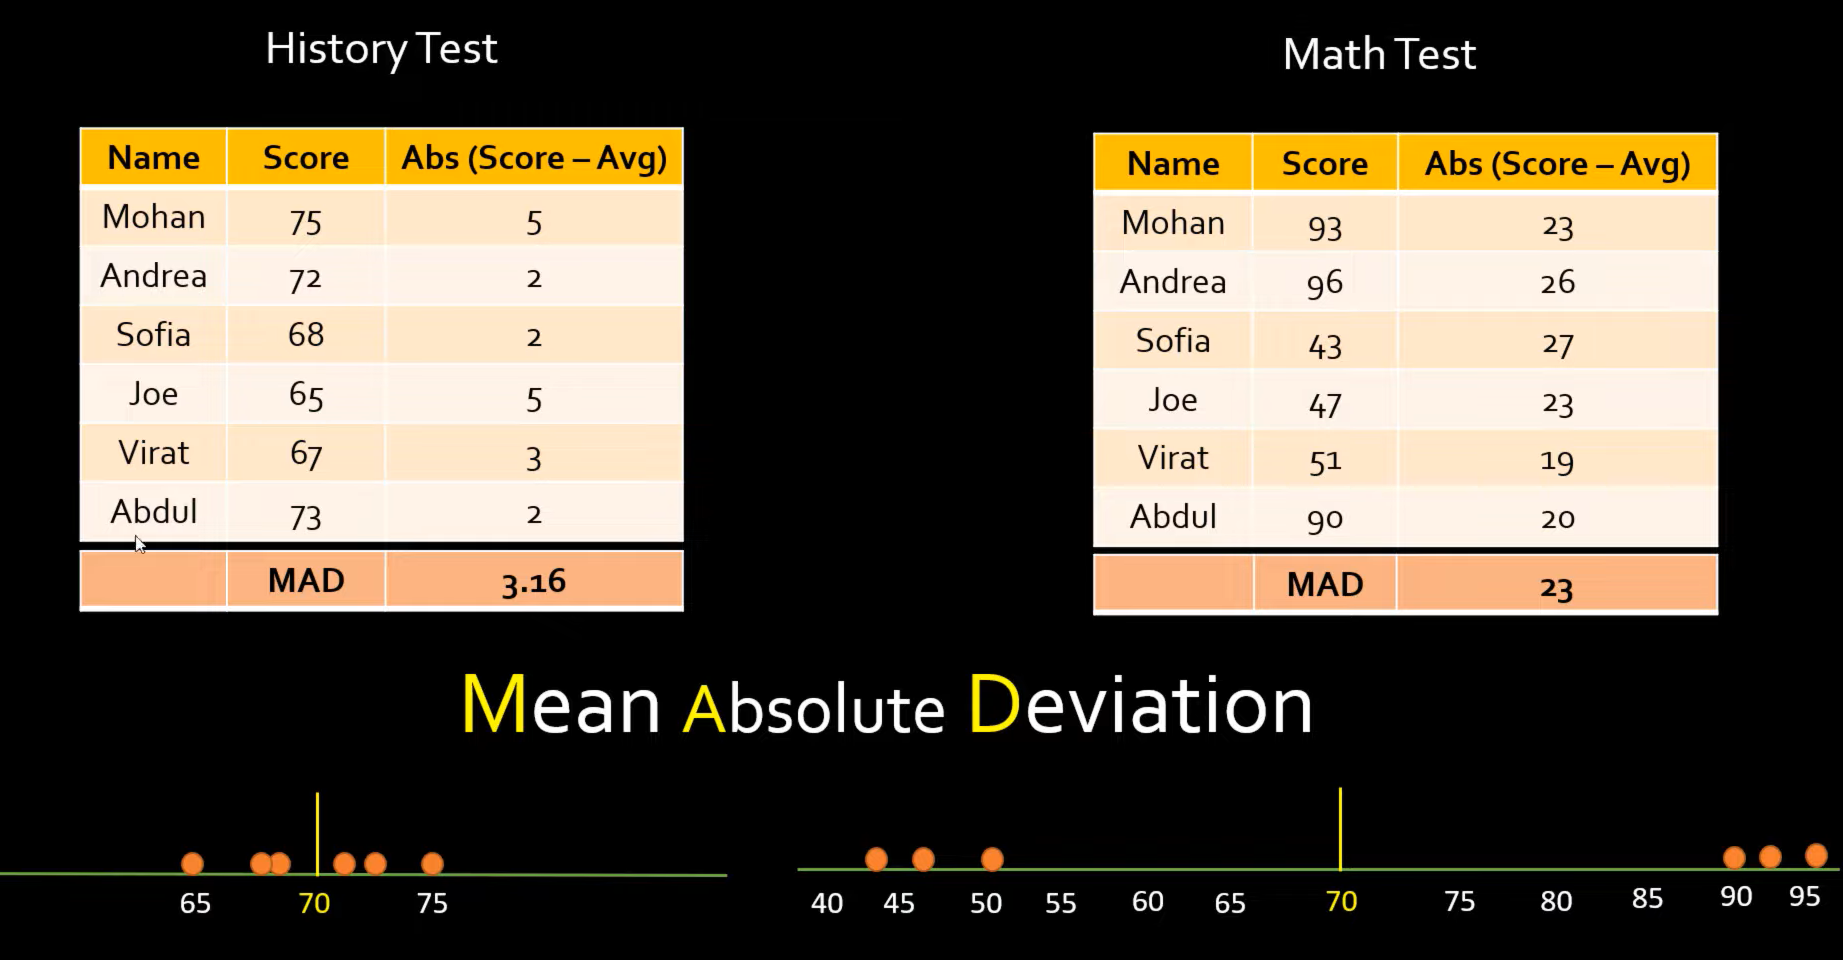 History Test
Name Score Abs (Score – Avg)
Mohan 75 5
Andrea 72 2
Sofia 68 2
Joe 65 5
Virat 67 3
Abdul 73 2
MAD 3.16
Math Test
Name Score Abs (Score – Avg)
Mohan 93 23
Andrea 96 26
Sofia 43 27
Joe 47 23
Virat 51 19
Abdul 90 20
MAD 23
Mean Absolute Deviation
65 70 75
40 45 50 55 60 65 70 75 80 85 90 95